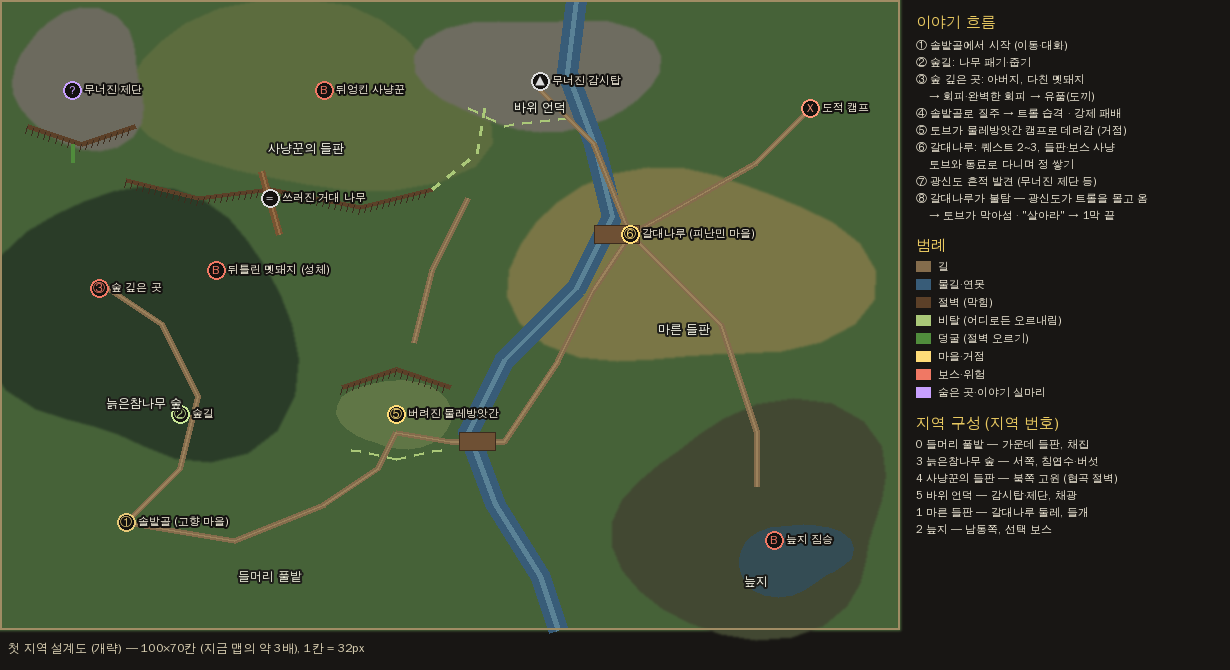 ? 무너진 제단
B 뒤엉킨 사냥꾼
▲ 무너진 감시탑
바위 언덕
X 도적 캠프
사냥꾼의 들판
= 쓰러진 거대 나무
⑥ 갈대나루 (피난민 마을)
B 뒤틀린 멧돼지 (성체)
③ 숲 깊은 곳
마른 들판
늙은참나무 숲
② 숲길
⑤ 버려진 물레방앗간
① 솔밭골 (고향 마을)
B 늪지 짐승
늪지
들머리 풀밭
첫 지역 설계도 (개략) — 100×70칸 (지금 맵의 약 3배), 1칸 = 32px
이야기 흐름
① 솔밭골에서 시작 (이동·대화)
② 숲길: 나무 패기·줍기
③ 숲 깊은 곳: 아버지, 다친 멧돼지
→ 회피·완벽한 회피 → 유품(도끼)
④ 솔밭골로 질주 → 트롤 습격 · 강제 패배
⑤ 토브가 물레방앗간 캠프로 데려감 (거점)
⑥ 갈대나루: 퀘스트 2~3, 들판·보스 사냥
토브와 동료로 다니며 정 쌓기
⑦ 광신도 흔적 발견 (무너진 제단 등)
⑧ 갈대나루가 불탐 — 광신도가 트롤을 몰고 옴
→ 토브가 막아섬 · "살아라" → 1막 끝
범례
길
물길·연못
절벽 (막힘)
비탈 (어디로든 오르내림)
덩굴 (절벽 오르기)
마을·거점
보스·위험
숨은 곳·이야기 실마리
지역 구성 (지역 번호)
0 들머리 풀밭 — 가운데 들판, 채집
3 늙은참나무 숲 — 서쪽, 침엽수·버섯
4 사냥꾼의 들판 — 북쪽 고원 (협곡 절벽)
5 바위 언덕 — 감시탑·제단, 채광
1 마른 들판 — 갈대나루 둘레, 들개
2 늪지 — 남동쪽, 선택 보스